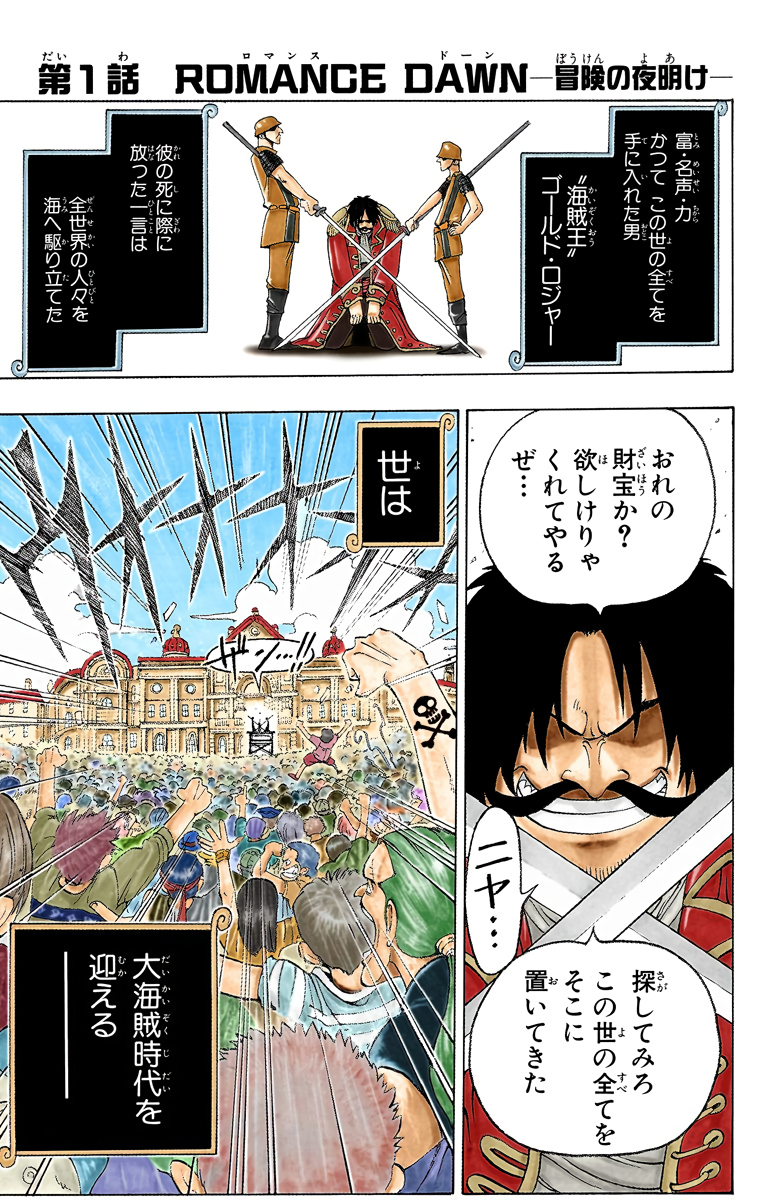 第1話 ROMANCE DAWN―冒険の夜明け―
富・名声・力
かつて この世の全てを
手に入れた男
“海賊王”
ゴールド・ロジャー
彼の死に際に
放った一言は
全世界の人々を
海へ駆り立てた
おれの
財宝か?
欲しけりゃ
くれてやる
ぜ…
ニヤ…
探してみろ
この世の全てを
そこに
置いてきた
世は
ザン…!!
大海賊時代を
迎える――